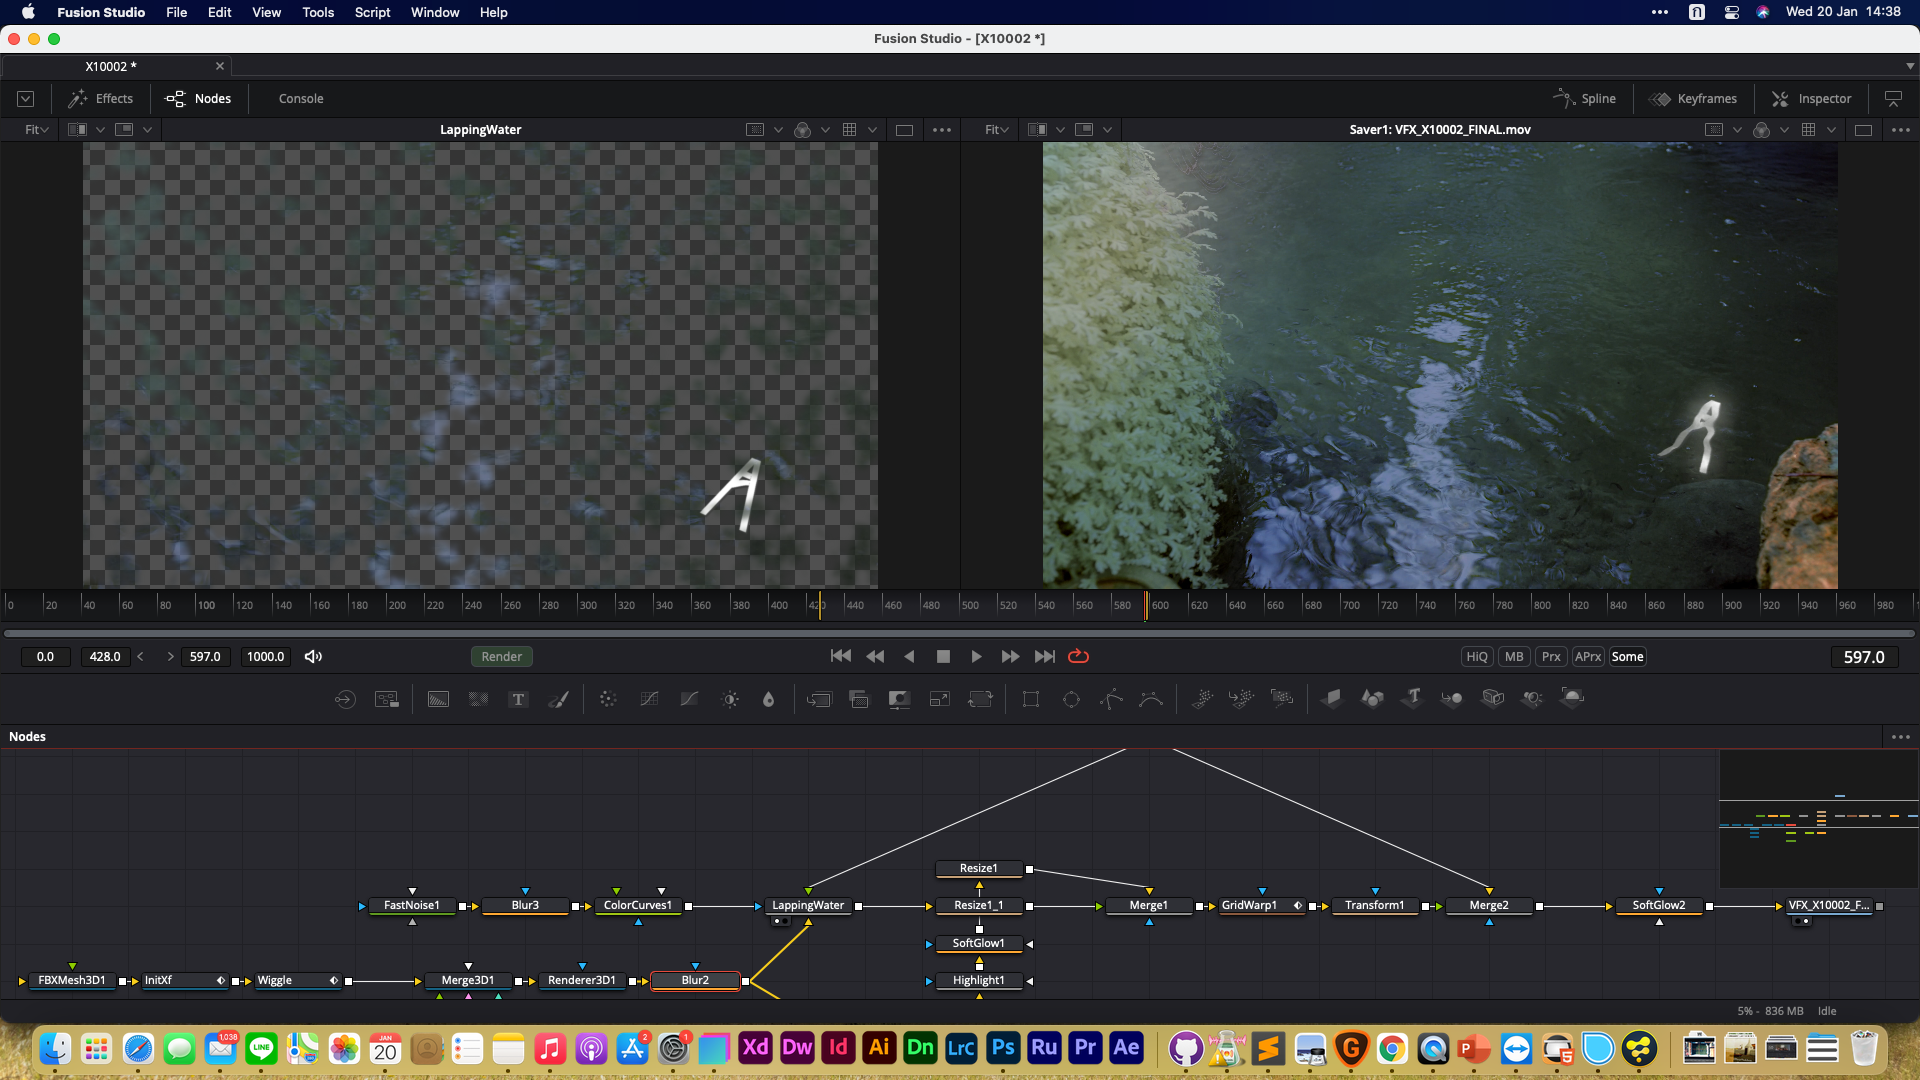 Fusion Studio File Edit View Tools Script Window Help Wed 20 Jan 14:38
Fusion Studio - [X10002 *]
X10002 *
Effects Nodes Console Spline Keyframes Inspector
Fit LappingWater Fit Saver1: VFX_X10002_FINAL.mov
A A
0 20 40 60 80 100 120 140 160 180 200 220 240 260 280 300 320 340 360 380 400 420 440 460 480 500 520 540 560 580 600 620 640 660 680 700 720 740 760 780 800 820 840 860 880 900 920 940 960 980
0.0 428.0 < > 597.0 1000.0 Render HiQ MB Prx APrx Some 597.0
T
Nodes
Resize1
FastNoise1 Blur3 ColorCurves1 LappingWater Resize1_1 Merge1 GridWarp1 Transform1 Merge2 SoftGlow2 VFX_X10002_F...
SoftGlow1
FBXMesh3D1 InitXf Wiggle Merge3D1 Renderer3D1 Blur2 Highlight1
5% - 836 MB Idle
1,038 LINE JAN 20 2 1 Xd Dw Id Ai Dn LrC Ps Ru Pr Ae S G P 5